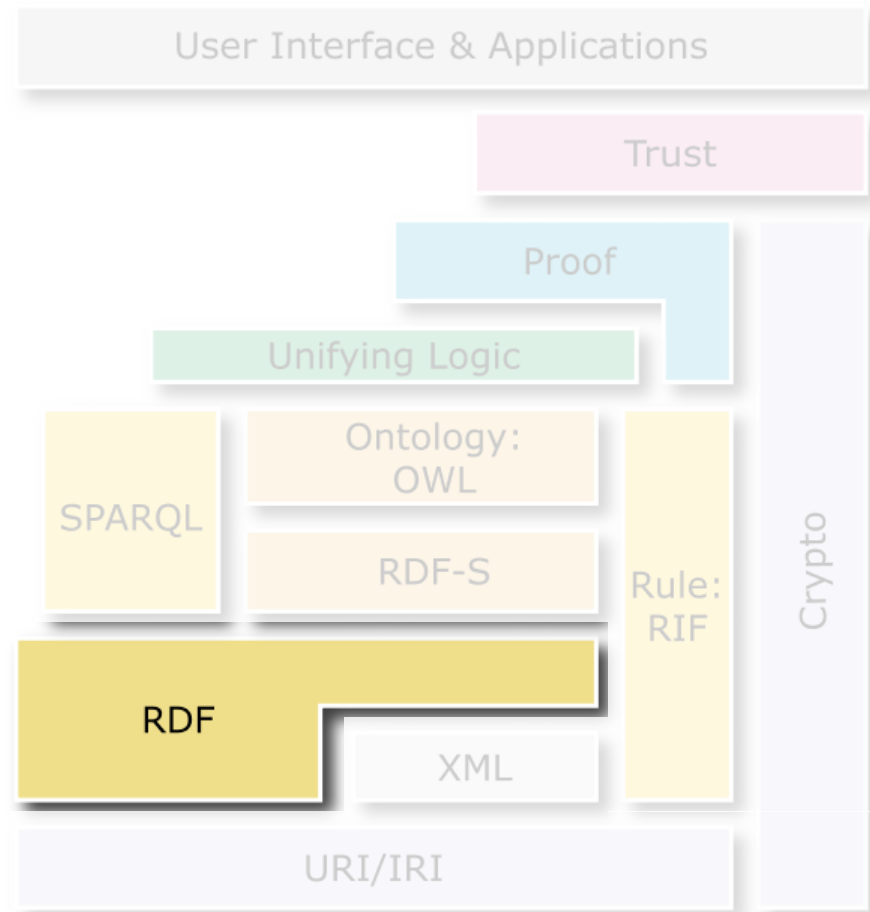 User Interface & Applications
Trust
Proof
Unifying Logic
Ontology:
OWL
SPARQL
RDF-S
Rule:
RIF
Crypto
RDF
XML
URI/IRI